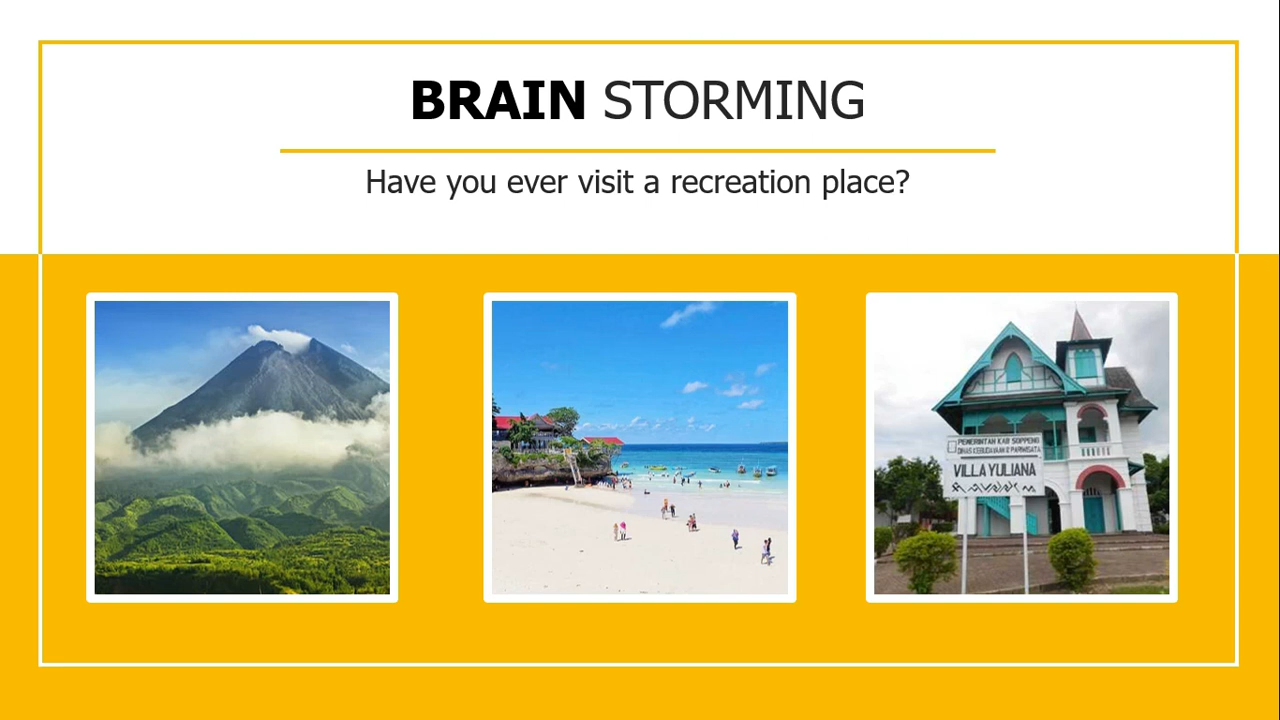 BRAIN STORMING
Have you ever visit a recreation place?
PEMERINTAH KAB SOPPENG
DINAS KEBUDAYAAN & PARIWISATA
VILLA YULIANA